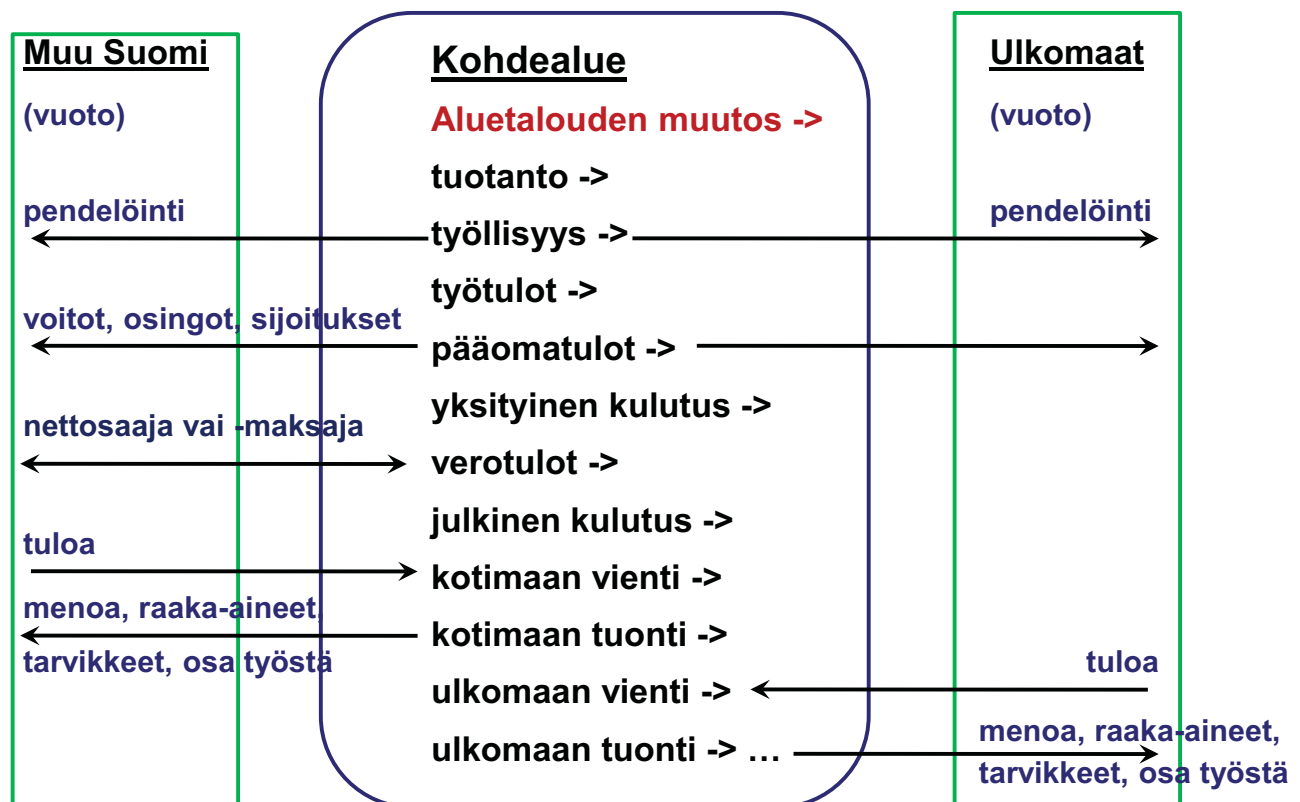 Muu Suomi
(vuoto)
pendelöinti
voitot, osingot, sijoitukset
nettosaaja vai -maksaja
tuloa
menoa, raaka-aineet,
tarvikkeet, osa työstä
Kohdealue
Aluetalouden muutos ->
tuotanto ->
työllisyys ->
työtulot ->
pääomatulot ->
yksityinen kulutus ->
verotulot ->
julkinen kulutus ->
kotimaan vienti ->
kotimaan tuonti ->
ulkomaan vienti ->
ulkomaan tuonti -> ...
Ulkomaat
(vuoto)
pendelöinti
tuloa
menoa, raaka-aineet,
tarvikkeet, osa työstä